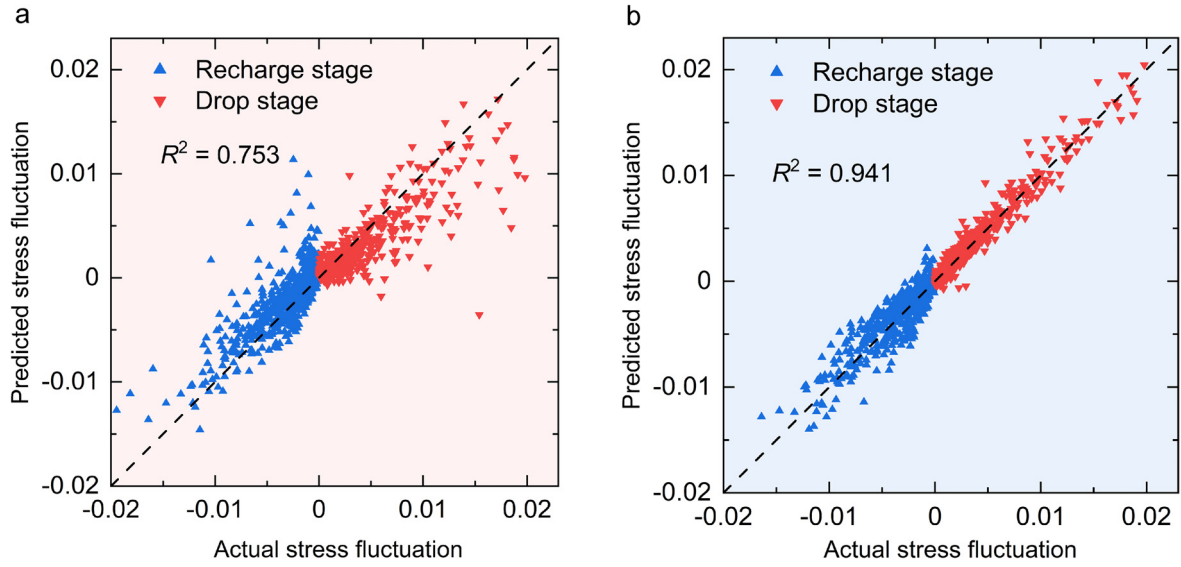 a
Recharge stage
Drop stage
R² = 0.753
0.02
0.01
0
-0.01
-0.02
-0.02
-0.01
0
0.01
0.02
Predicted stress fluctuation
Actual stress fluctuation
b
Recharge stage
Drop stage
R² = 0.941
0.02
0.01
0
-0.01
-0.02
-0.02
-0.01
0
0.01
0.02
Predicted stress fluctuation
Actual stress fluctuation